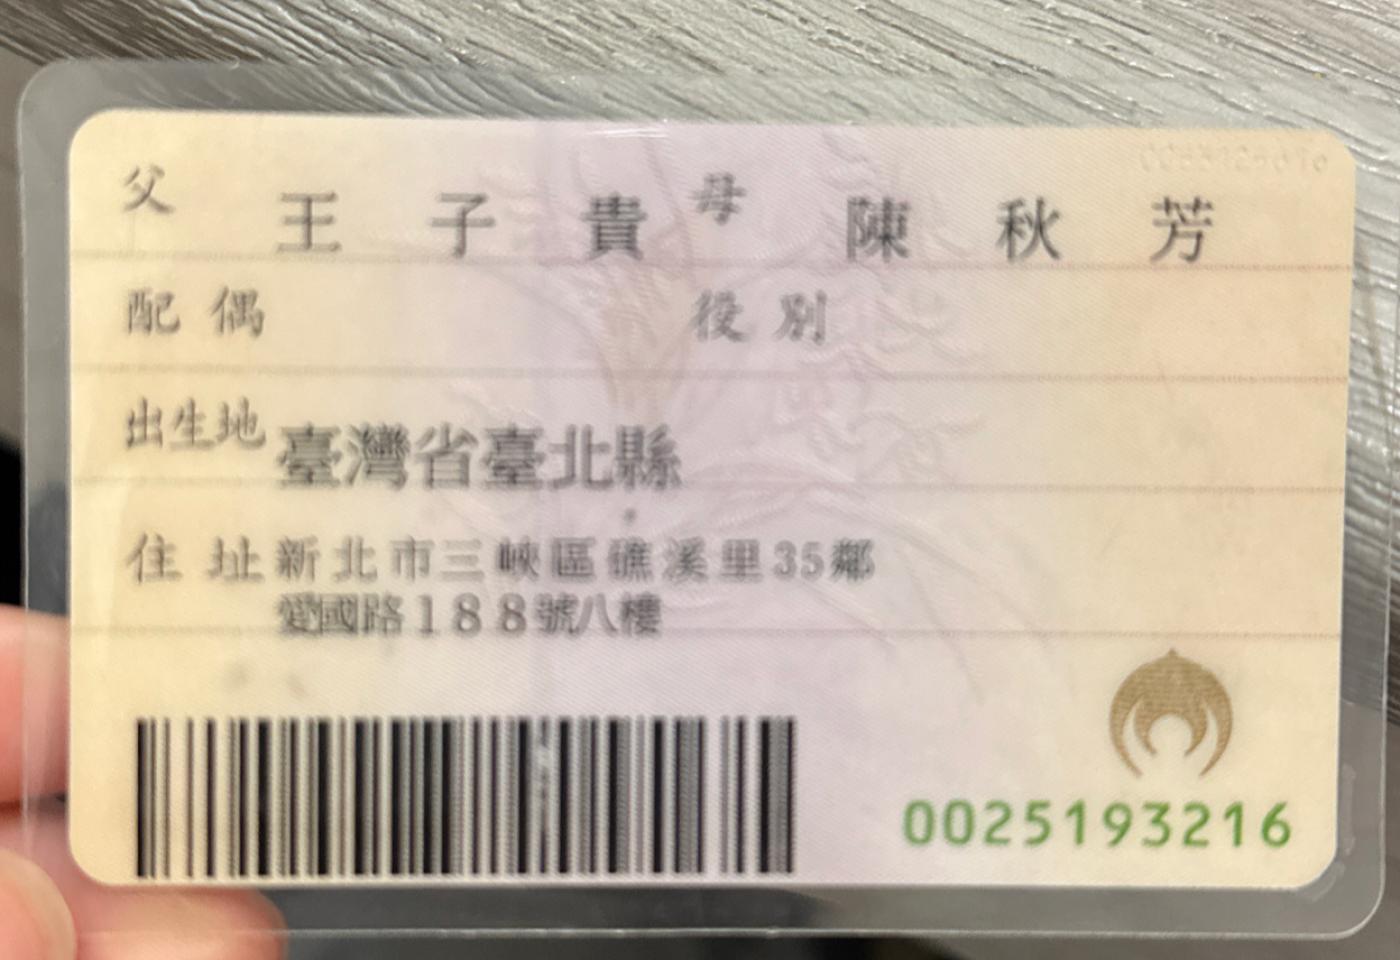 父 王子貴 母 陳秋芳
配偶 役別
出生地 臺灣省臺北縣
住址 新北市三峽區礁溪里35鄰
愛國路188號八樓
0025193216